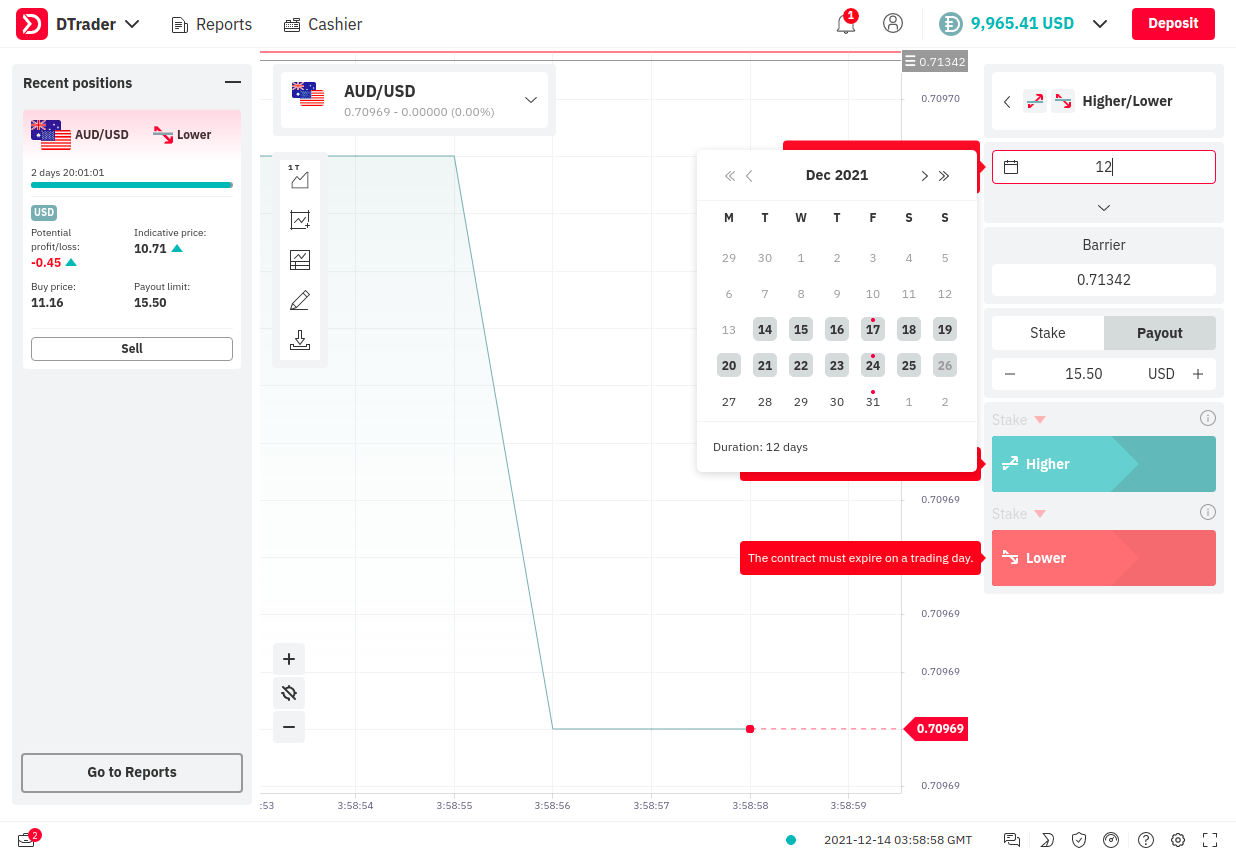 DTrader
Reports
Cashier
1
9,965.41 USD
Deposit
Recent positions
AUD/USD
Lower
2 days 20:01:01
USD
Potential profit/loss:
-0.45
Indicative price:
10.71
Buy price:
11.16
Payout limit:
15.50
Sell
Go to Reports
AUD/USD
0.70969 - 0.00000 (0.00%)
1 T
0.71342
0.70970
0.70969
0.70969
0.70969
0.70969
0.70969
:53
3:58:54
3:58:55
3:58:56
3:58:57
3:58:58
3:58:59
Dec 2021
M T W T F S S
29 30 1 2 3 4 5
6 7 8 9 10 11 12
13 14 15 16 17 18 19
20 21 22 23 24 25 26
27 28 29 30 31 1 2
Duration: 12 days
The contract must expire on a trading day.
Higher/Lower
12
Barrier
0.71342
Stake
Payout
15.50
USD
Stake
Higher
Stake
Lower
2
2021-12-14 03:58:58 GMT